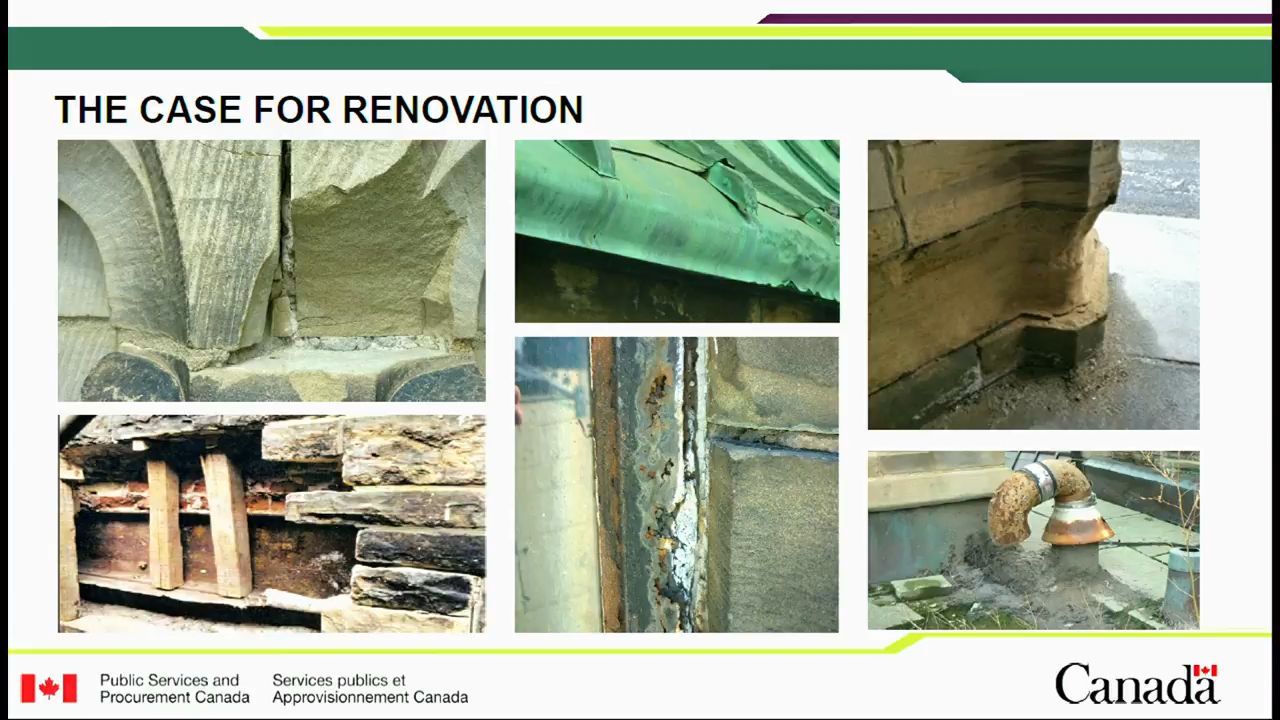 THE CASE FOR RENOVATION
Public Services and
Procurement Canada
Services publics et
Approvisionnement Canada
Canada